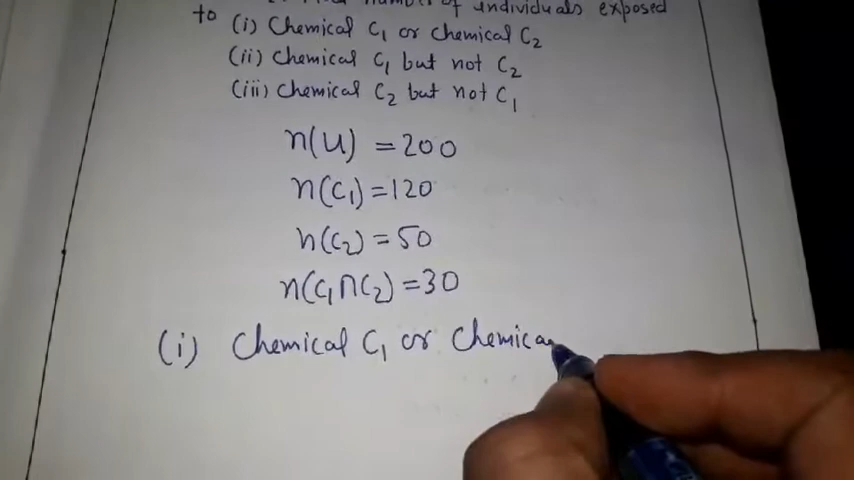 number of individuals exposed
to (i) Chemical C₁ or chemical C₂
(ii) Chemical C₁ but not C₂
(iii) Chemical C₂ but not C₁
n(U) = 200
n(C₁) = 120
n(C₂) = 50
n(C₁∩C₂) = 30
(i) Chemical C₁ or Chemica